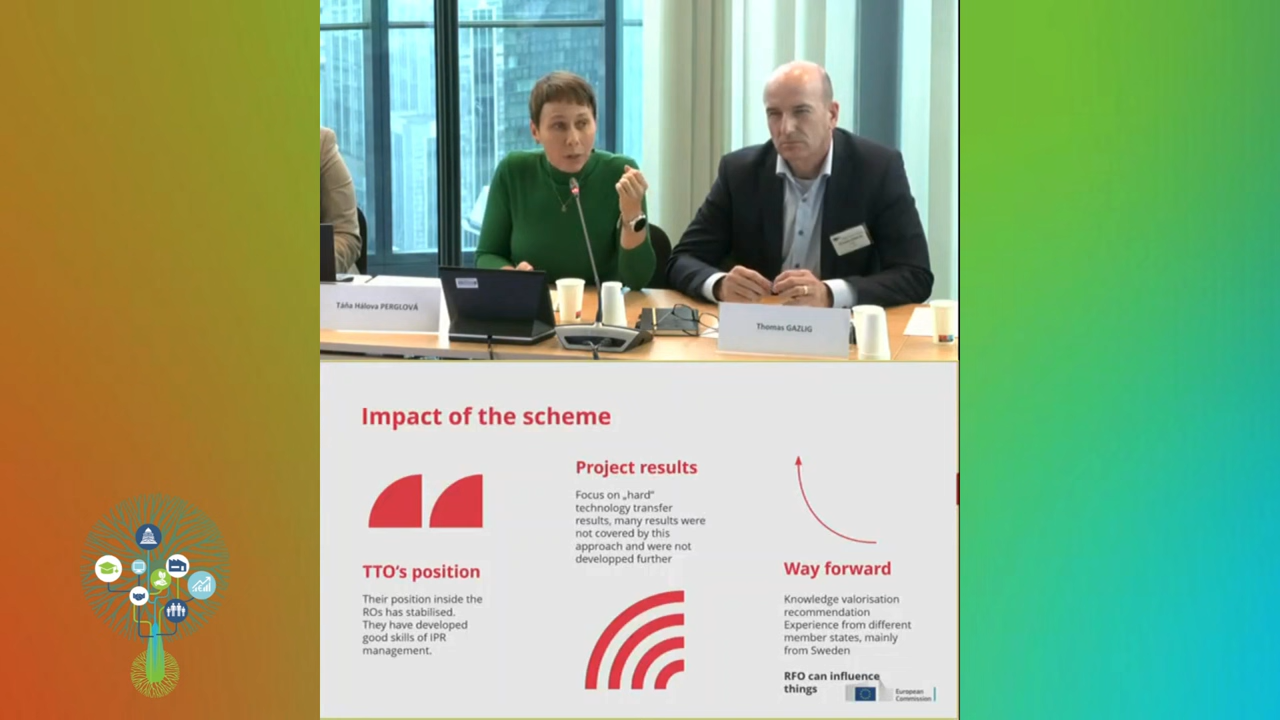 Táňa Hálova PERGLOVÁ
Thomas GAZLIG
Impact of the scheme
TTO's position
Their position inside the
ROs has stabilised.
They have developed
good skills of IPR
management.
Project results
Focus on „hard“
technology transfer
results, many results were
not covered by this
approach and were not
developped further
Way forward
Knowledge valorisation
recommendation
Experience from different
member states, mainly
from Sweden
RFO can influence
things
European
Commission